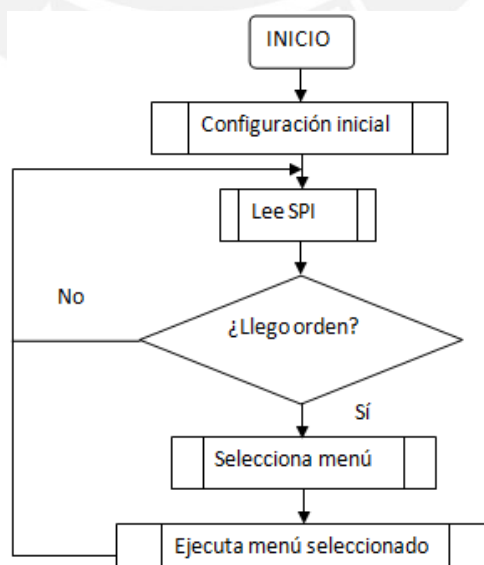 INICIO
Configuración inicial
Lee SPI
No
¿Llego orden?
Sí
Selecciona menú
Ejecuta menú seleccionado